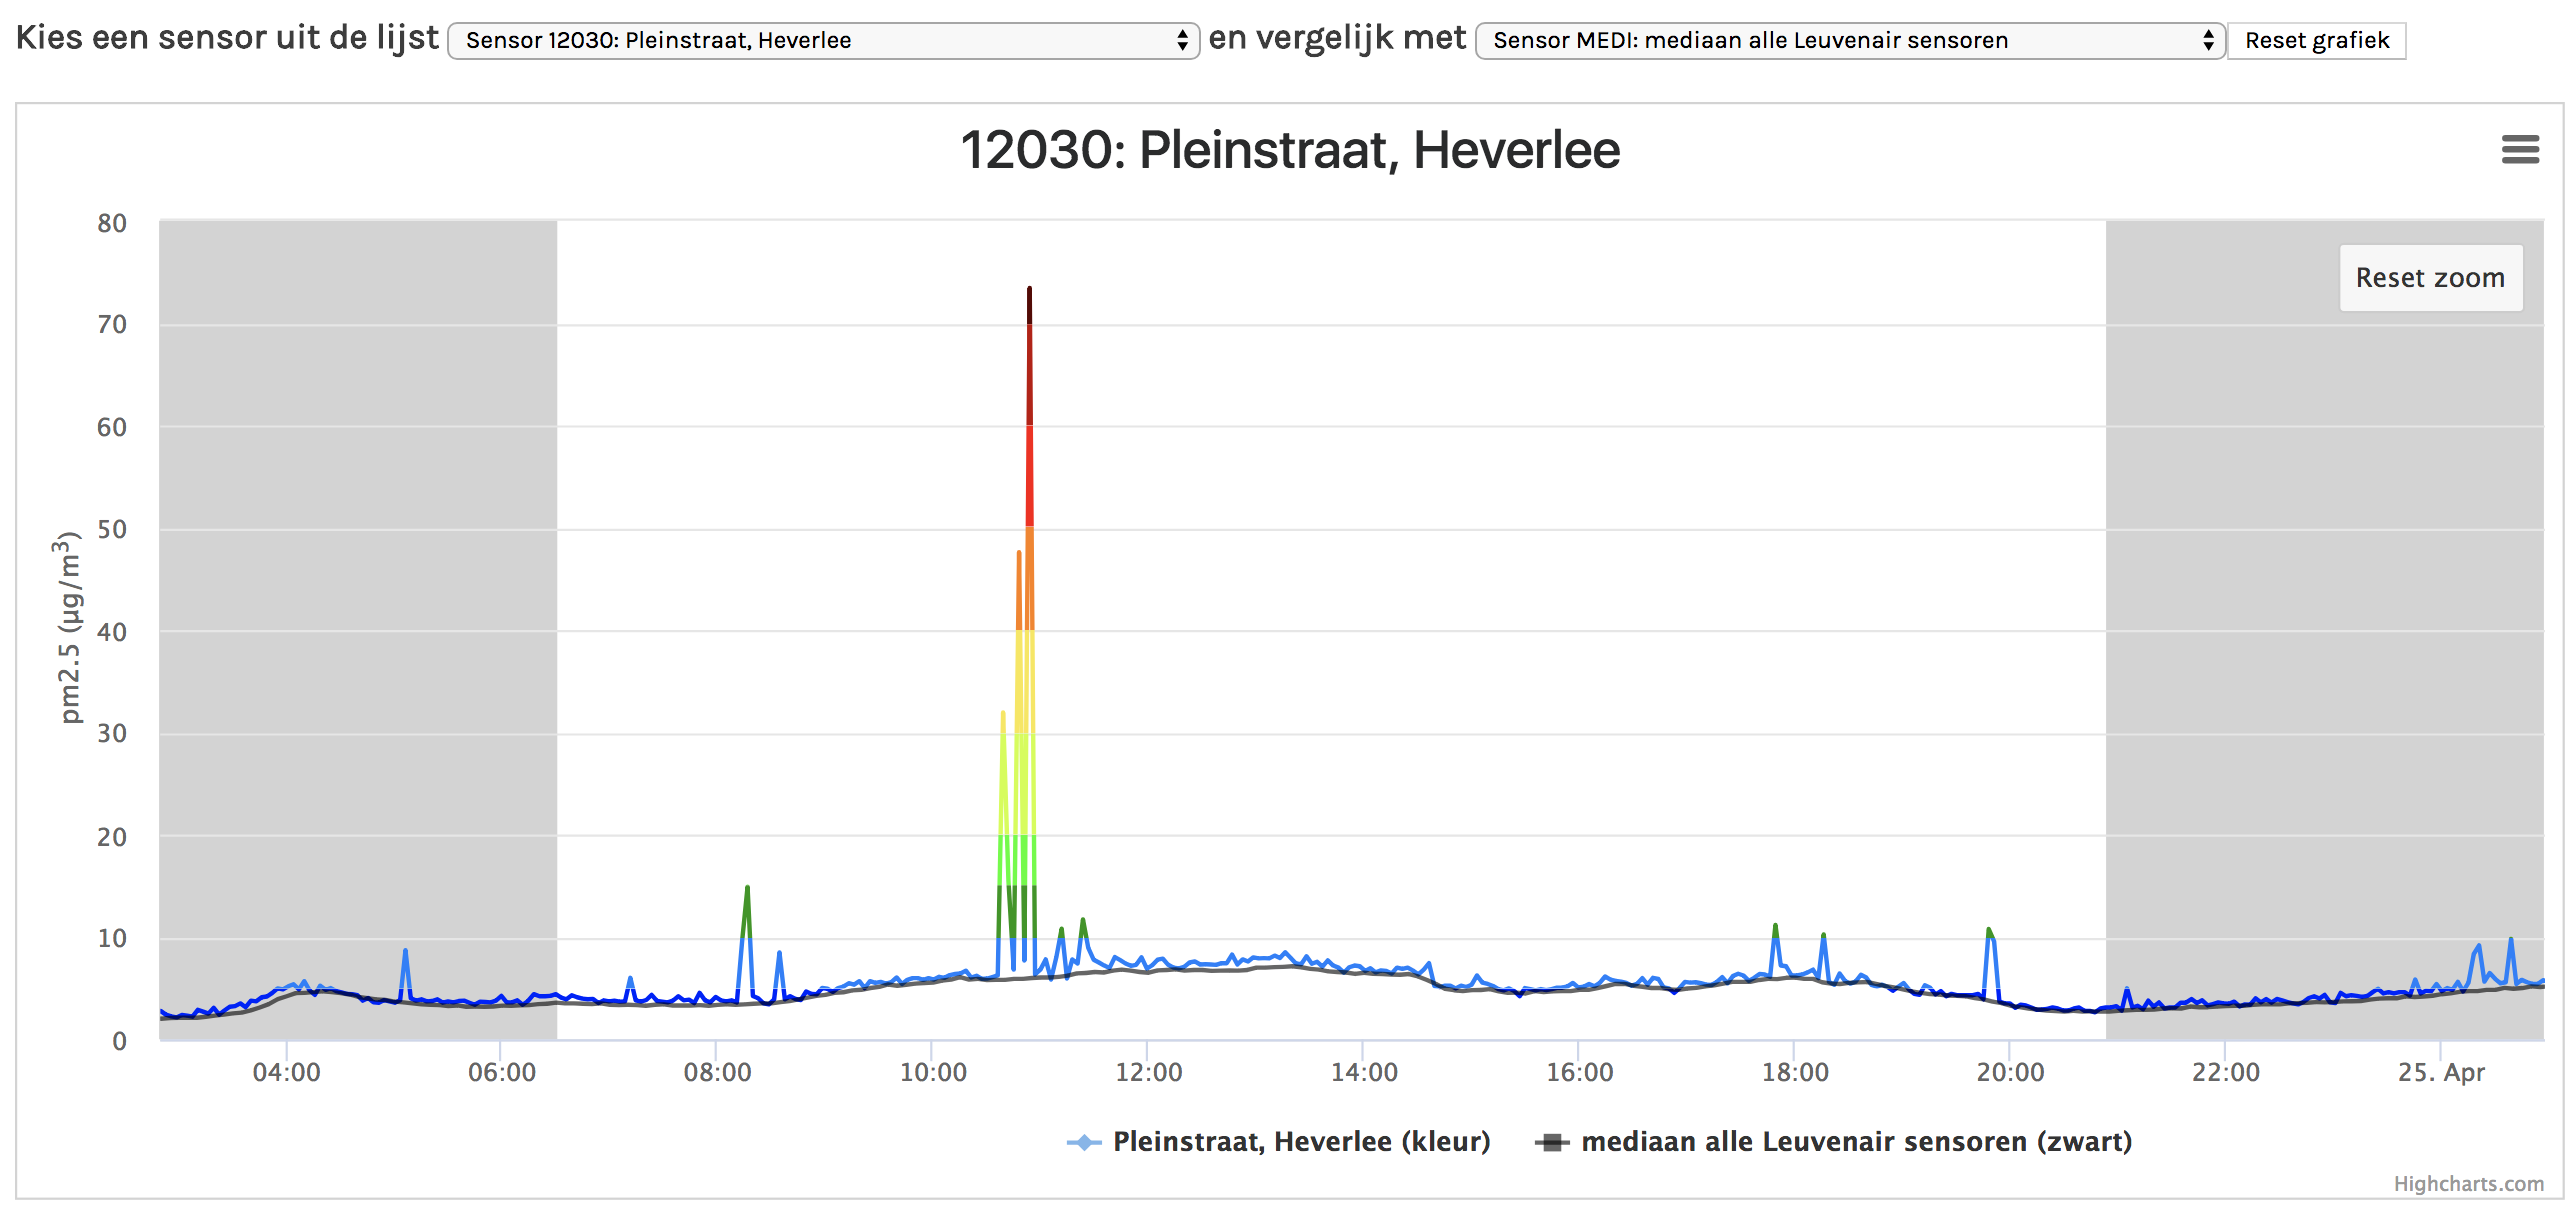 Kies een sensor uit de lijst Sensor 12030: Pleinstraat, Heverlee en vergelijk met Sensor MEDI: mediaan alle Leuvenair sensoren Reset grafiek
12030: Pleinstraat, Heverlee
Reset zoom
pm2.5 (µg/m³)
80
70
60
50
40
30
20
10
0
04:00 06:00 08:00 10:00 12:00 14:00 16:00 18:00 20:00 22:00 25. Apr
Pleinstraat, Heverlee (kleur) mediaan alle Leuvenair sensoren (zwart)
Highcharts.com